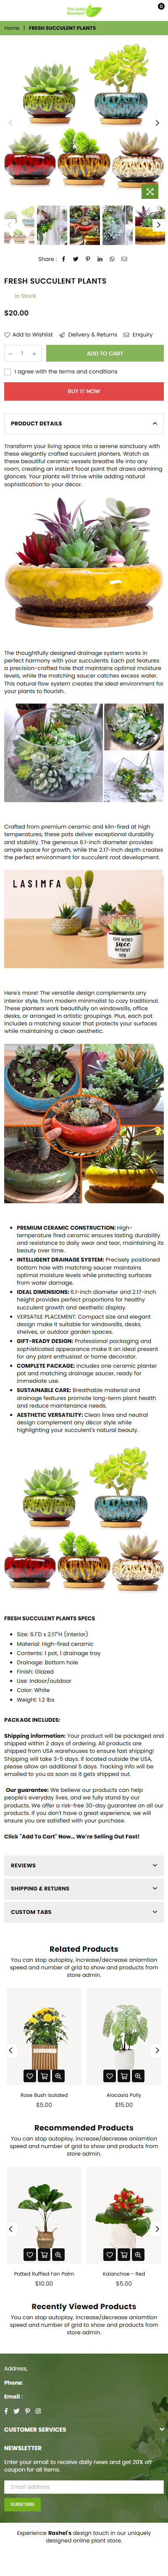 The Leafy
Boutique
0
Home | FRESH SUCCULENT PLANTS
Share :
FRESH SUCCULENT PLANTS
In Stock
$20.00
Add to Wishlist Delivery & Returns Enquiry
- 1 + ADD TO CART
I agree with the terms and conditions
BUY IT NOW
PRODUCT DETAILS
Transform your living space into a serene sanctuary with
these elegantly crafted succulent planters. Watch as
these beautiful ceramic vessels breathe life into any
room, creating an instant focal point that draws admiring
glances. Your plants will thrive while adding natural
sophistication to your decor.
The thoughtfully designed drainage system works in
perfect harmony with your succulents. Each pot features
a precision-crafted hole that maintains optimal moisture
levels, while the matching saucer catches excess water.
This natural flow system creates the ideal environment for
your plants to flourish.
Crafted from premium ceramic and kiln-fired at high
temperatures, these pots deliver exceptional durability
and stability. The generous 6.1-inch diameter provides
ample space for growth, while the 2.17-inch depth creates
the perfect environment for succulent root development.
LASIMFA
WHAT
WORD
SUCC
WITHOUT
YOU?
Here's more! The versatile design complements any
interior style, from modern minimalist to cozy traditional.
These planters work beautifully on windowsills, office
desks, or arranged in artistic groupings. Plus, each pot
includes a matching saucer that protects your surfaces
while maintaining a clean aesthetic.
PREMIUM CERAMIC CONSTRUCTION: High-
temperature fired clay ensures lasting durability
and resistance to daily wear and tear, maintaining its
beauty over time.
INTELLIGENT DRAINAGE SYSTEM: Precisely positioned
bottom hole with matching saucer maintains
optimal moisture levels while protecting surfaces
from water damage.
IDEAL DIMENSIONS: 6.1-inch diameter and 2.17-inch
height provides perfect proportions for healthy
succulent growth and aesthetic display.
VERSATILE PLACEMENT: Compact size and elegant
design make it suitable for windowsills, desks,
shelves, or outdoor garden spaces.
GIFT-READY DESIGN: Professional packaging and
sophisticated appearance make it an ideal present
for any plant enthusiast or home decorator.
COMPLETE PACKAGE: Includes one ceramic planter
pot and matching drainage saucer, ready for
immediate use.
SUSTAINABLE CARE: Breathable material and
drainage features promote long-term plant health
and reduce maintenance needs.
AESTHETIC VERSATILITY: Clean lines and neutral
design complement any decor style while
highlighting your succulent's natural beauty.
FRESH SUCCULENT PLANTS SPECS
Size: 6.1"D x 2.17"H (interior)
Material: High-fired ceramic
Contents: 1 pot, 1 drainage tray
Drainage: Bottom hole
Finish: Glazed
Use: Indoor/outdoor
Color: White
Weight: 1.2 lbs
PACKAGE INCLUDES:
Shipping information: Your product will be packaged and
shipped within 2 days of ordering. All products are
shipped from USA warehouses to ensure fast shipping!
Shipping will take 3-5 days. If located outside the USA,
please allow an additional 5 days. Tracking info will be
emailed to you as soon as it gets shipped out.
Our guarantee: We believe our products can help
people's everyday lives, and we fully stand by our
products. We offer a risk-free 30-day guarantee on all our
products. If you don't have a great experience, we will
ensure you are satisfied with your purchase.
Click "Add To Cart" Now... We're Selling Out Fast!
REVIEWS
SHIPPING & RETURNS
CUSTOM TABS
Related Products
You can stop autoplay, increase/decrease aniamtion
speed and number of grid to show and products from
store admin.
Rose Bush Isolated Alocasia Polly
$5.00 $15.00
Recommended Products
You can stop autoplay, increase/decrease aniamtion
speed and number of grid to show and products from
store admin.
Potted Ruffled Fan Palm Kalanchoe - Red
$10.00 $5.00
Recently Viewed Products
You can stop autoplay, increase/decrease aniamtion
speed and number of grid to show and products from
store admin.
Address,
Phone:
Email :
CUSTOMER SERVICES
NEWSLETTER
Enter your email to receive daily news and get 20% off
coupon for all items.
Email address
SUBSCRIBE
Experience Rashel's design touch in our uniquely
designed online plant store.